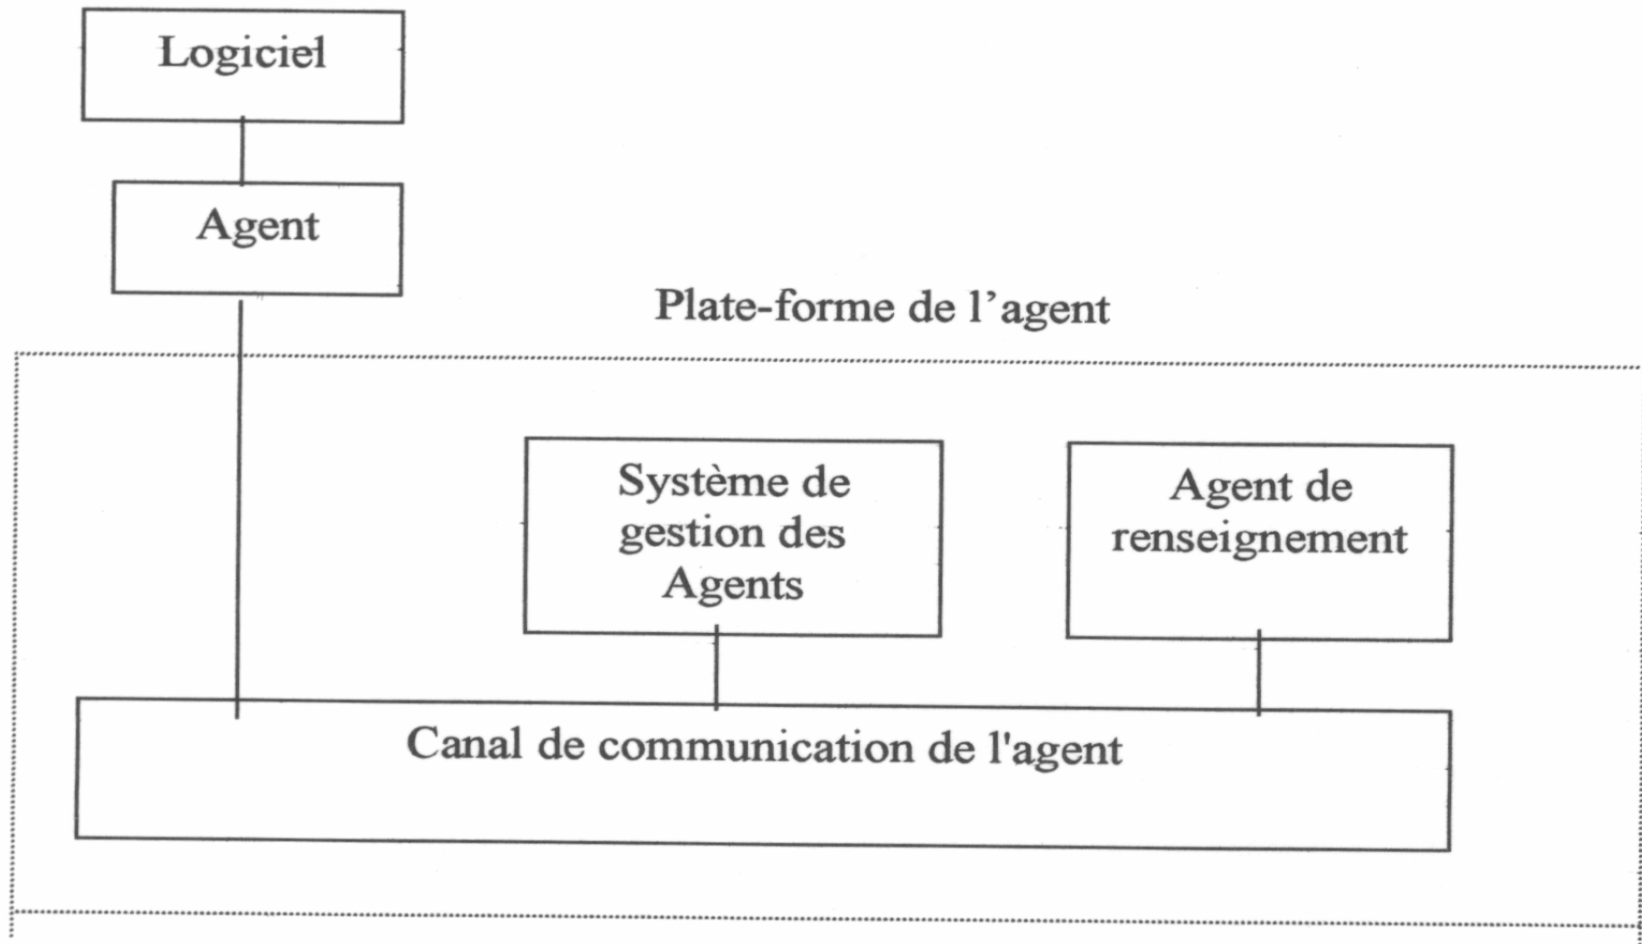 Logiciel
Agent
Plate-forme de l’agent
Système de
gestion des
Agents
Agent de
renseignement
Canal de communication de l'agent